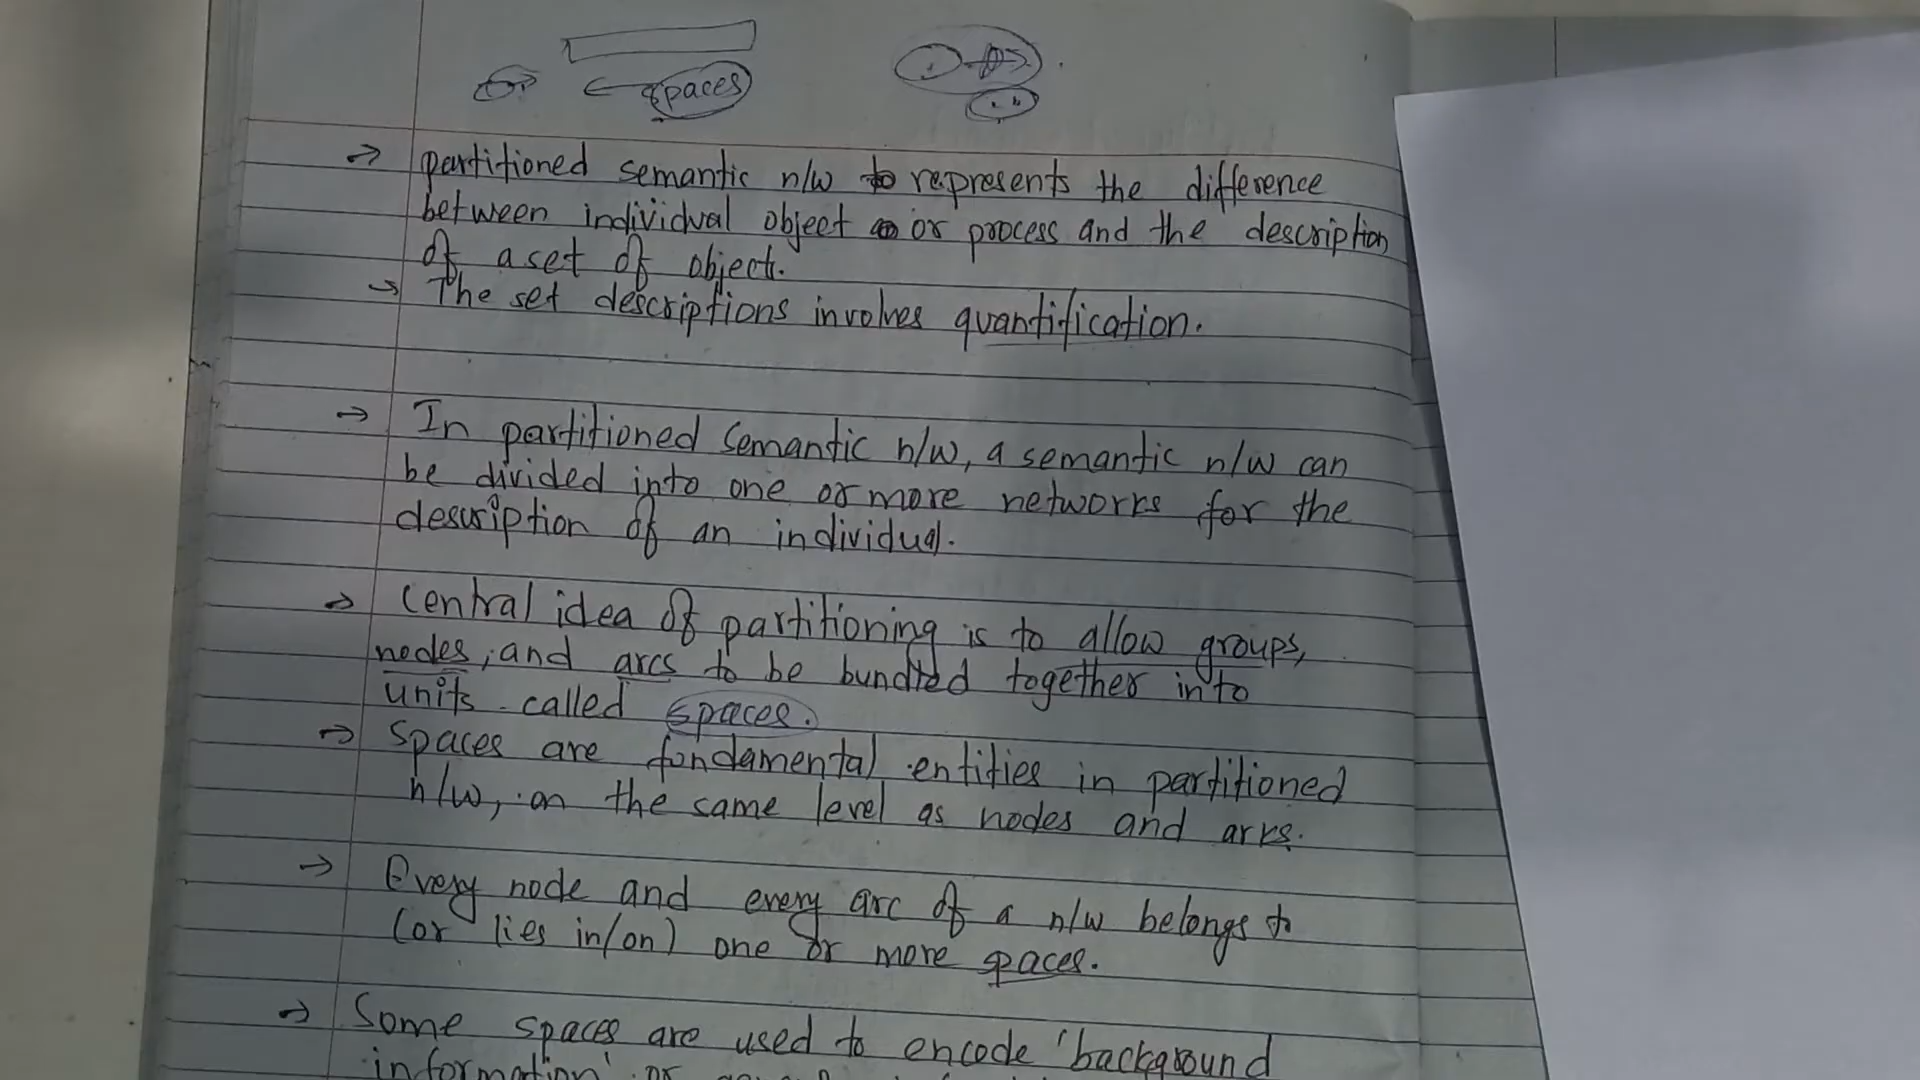 spaces
→ partitioned semantic n/w to represents the difference
between individual object or process and the description
of a set of object.
→ The set descriptions involves quantification.
→ In partitioned semantic n/w, a semantic n/w can
be divided into one or more networks for the
description of an individual.
→ Central idea of partitioning is to allow groups,
nodes, and arcs to be bundled together into
units called spaces.
→ Spaces are fundamental entities in partitioned
n/w, on the same level as nodes and arks.
→ Every node and every arc of a n/w belongs to
(or lies in/on) one or more spaces.
→ Some spaces are used to encode 'background
information' or